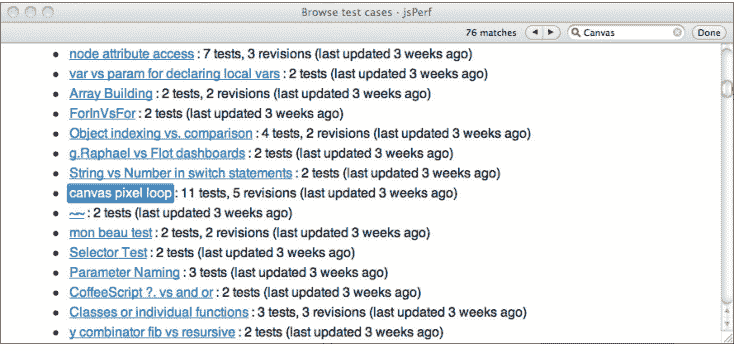 Browse test cases - jsPerf
76 matches Canvas Done
node attribute access : 7 tests, 3 revisions (last updated 3 weeks ago)
var vs param for declaring local vars : 2 tests (last updated 3 weeks ago)
Array Building : 2 tests, 2 revisions (last updated 3 weeks ago)
ForInVsFor : 2 tests (last updated 3 weeks ago)
Object indexing vs. comparison : 4 tests, 2 revisions (last updated 3 weeks ago)
g.Raphael vs Flot dashboards : 2 tests (last updated 3 weeks ago)
String vs Number in switch statements : 2 tests (last updated 3 weeks ago)
canvas pixel loop : 11 tests, 5 revisions (last updated 3 weeks ago)
~~ : 2 tests (last updated 3 weeks ago)
mon beau test : 2 tests, 2 revisions (last updated 3 weeks ago)
Selector Test : 2 tests (last updated 3 weeks ago)
Parameter Naming : 3 tests (last updated 3 weeks ago)
CoffeeScript ?. vs and or : 2 tests (last updated 3 weeks ago)
Classes or individual functions : 3 tests, 3 revisions (last updated 3 weeks ago)
y combinator fib vs resursive : 2 tests (last updated 3 weeks ago)